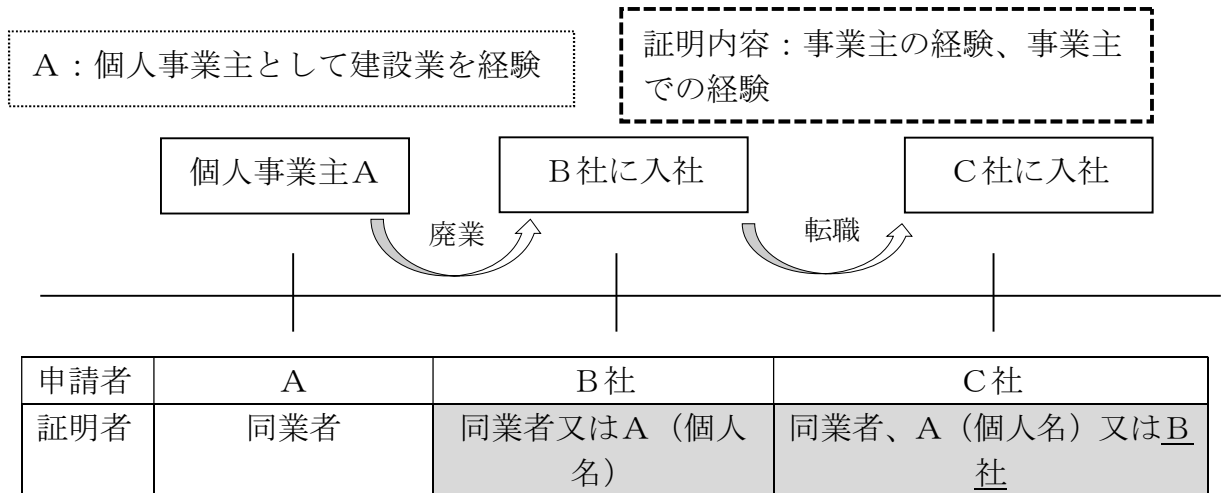 A：個人事業主として建設業を経験
証明内容：事業主の経験、事業主
での経験
個人事業主A
B社に入社
C社に入社
廃業
転職
申請者
A
B社
C社
証明者
同業者
同業者又はA（個人
名）
同業者、A（個人名）又はB
社